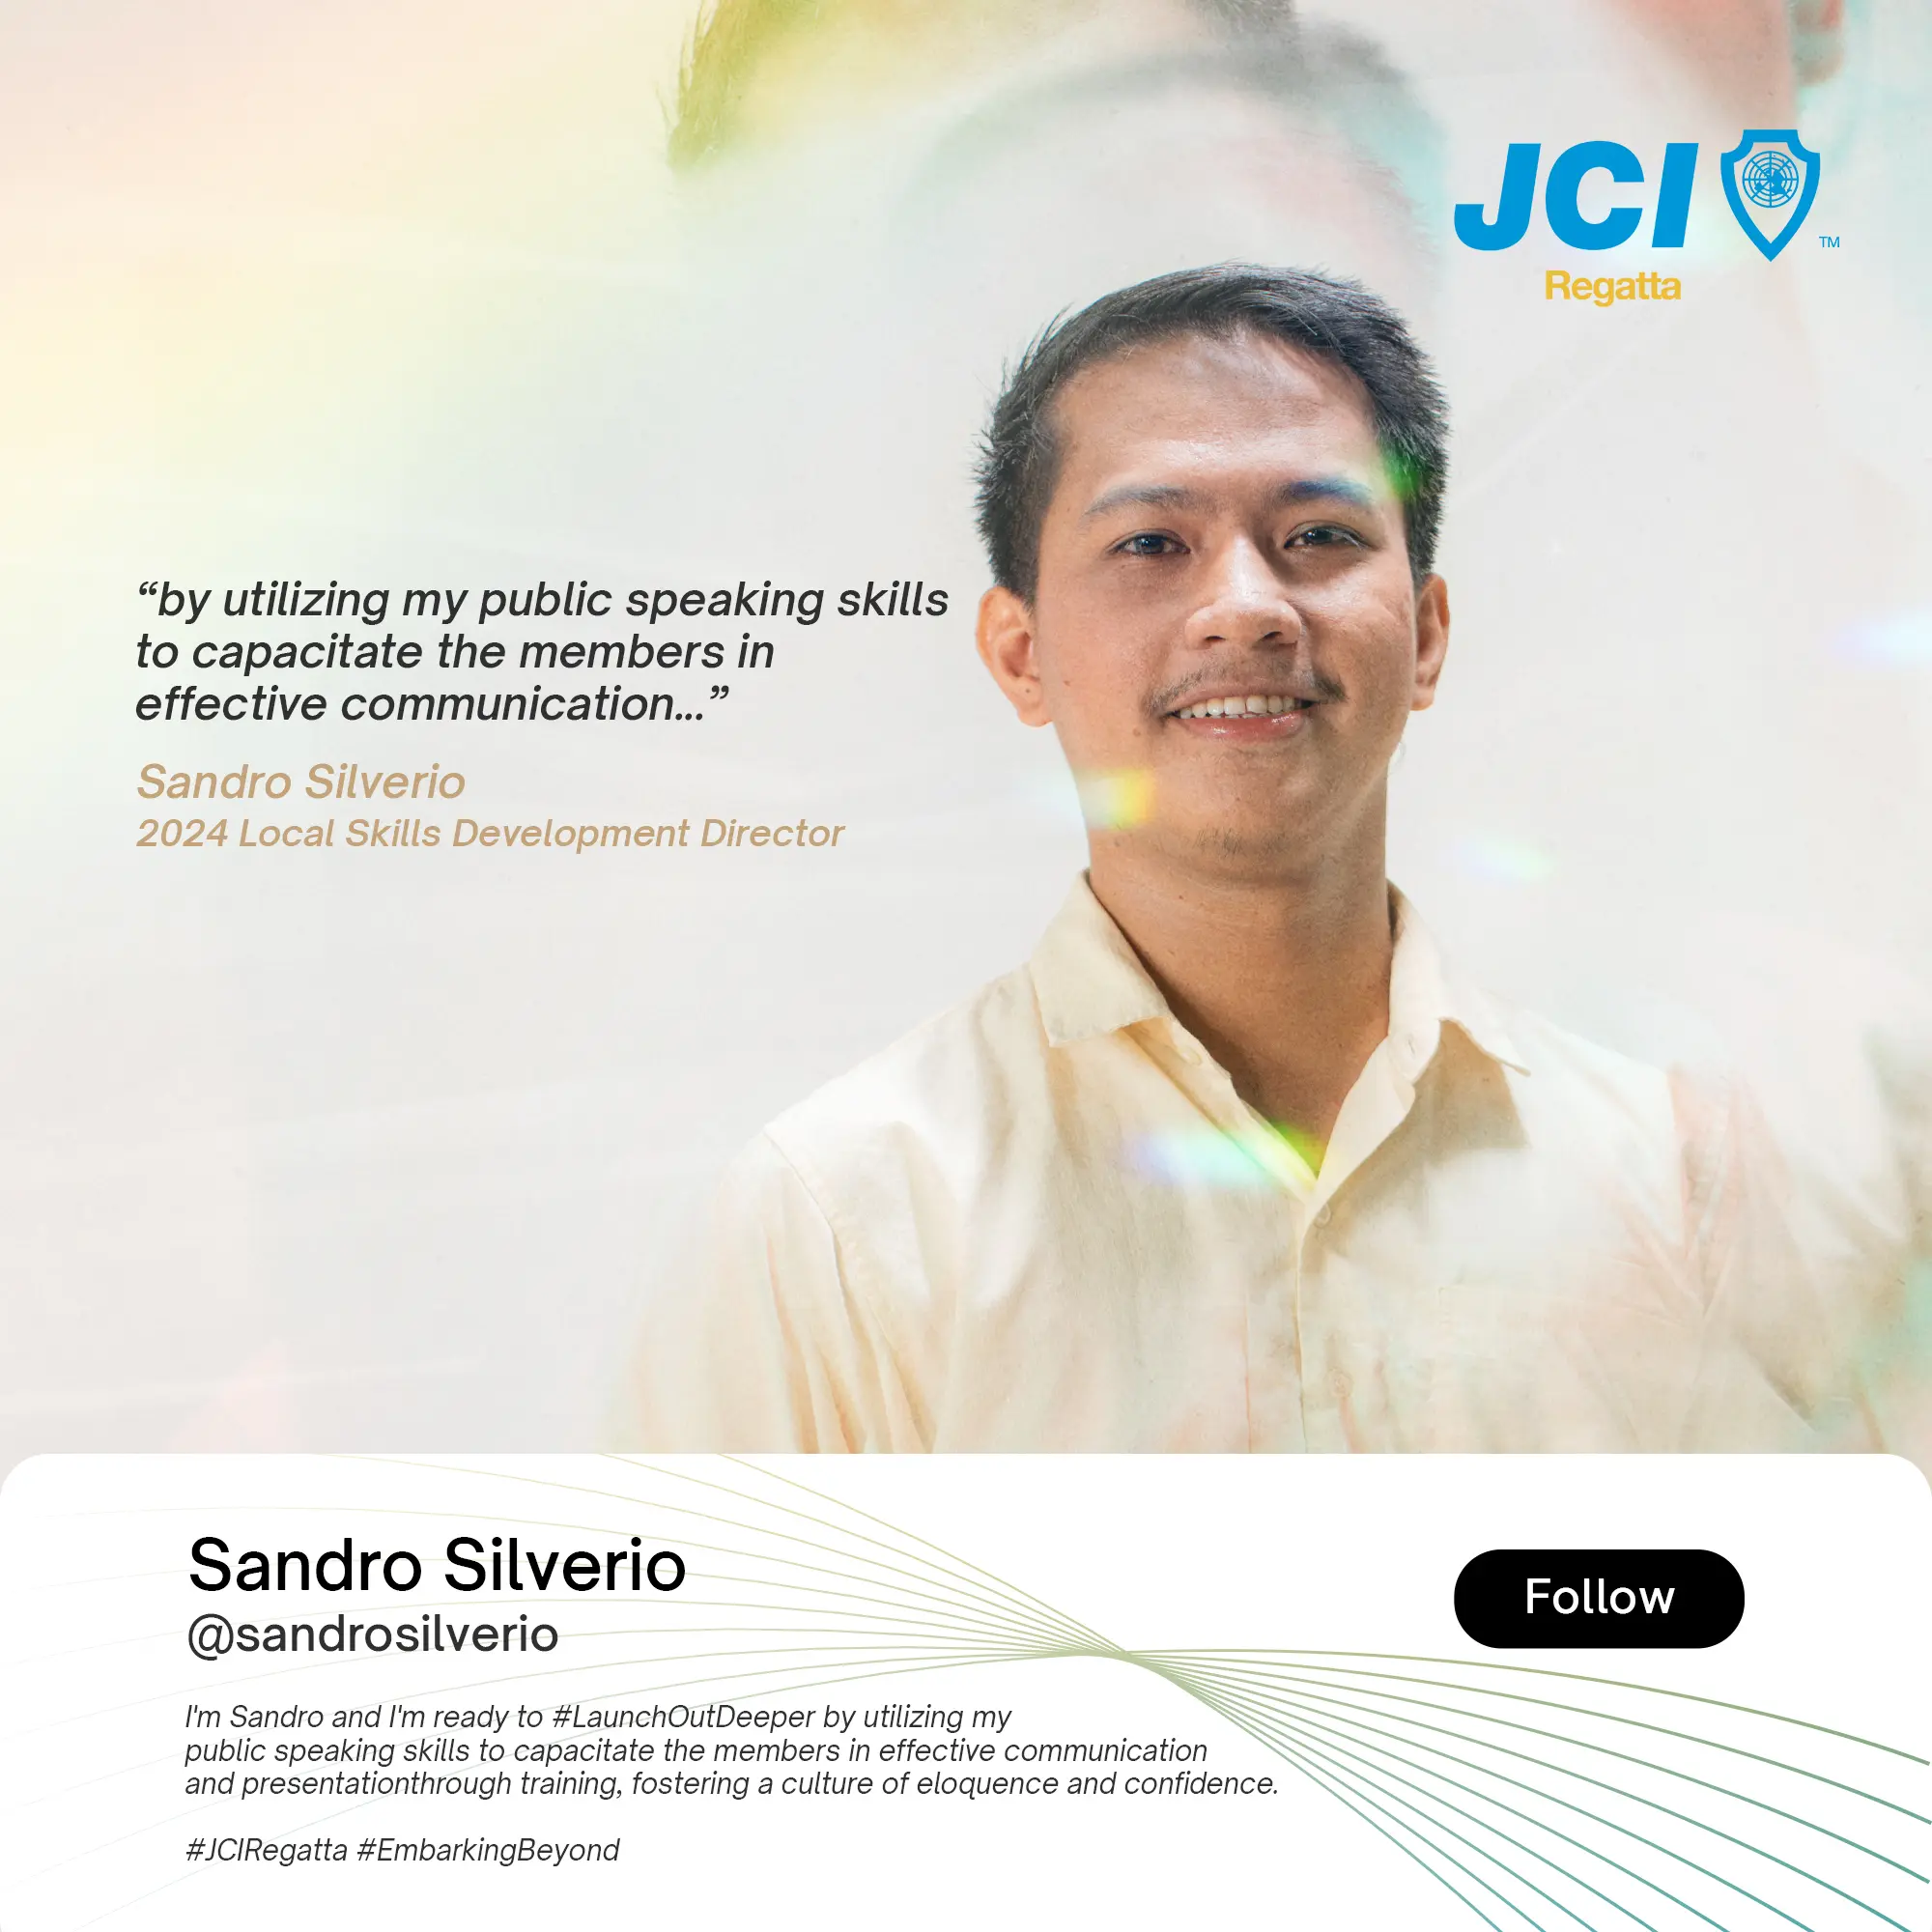 JCI
TM
Regatta
“by utilizing my public speaking skills
to capacitate the members in
effective communication...”
Sandro Silverio
2024 Local Skills Development Director
Sandro Silverio
@sandrosilverio
Follow
I'm Sandro and I'm ready to #LaunchOutDeeper by utilizing my
public speaking skills to capacitate the members in effective communication
and presentationthrough training, fostering a culture of eloquence and confidence.
#JCIRegatta #EmbarkingBeyond